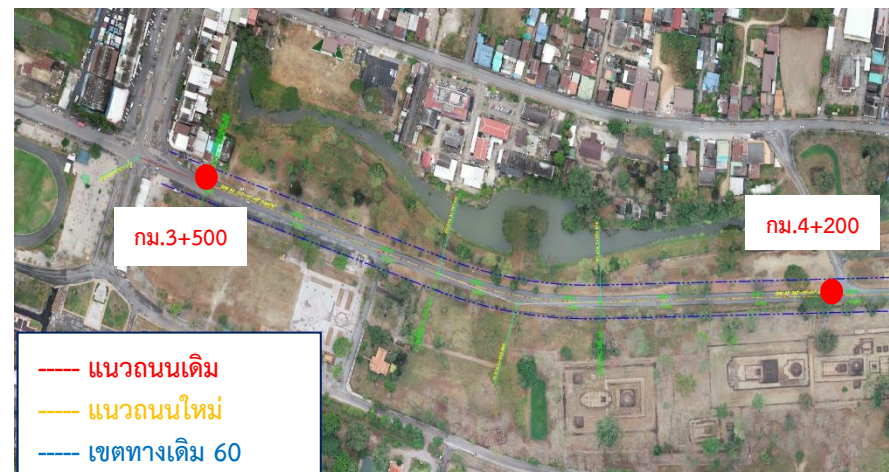 กม.3+500
กม.4+200
----- แนวถนนเดิม
----- แนวถนนใหม่
----- เขตทางเดิม 60